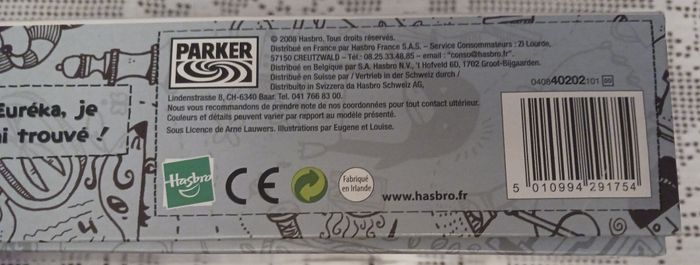 PARKER
© 2008 Hasbro. Tous droits réservés.
Distribué en France par Hasbro France S.A.S. – Service Consommateurs : ZI Lourde,
57150 CREUTZWALD – Tél.: 08.25.33.48.85 – email : "conso@hasbro.fr".
Distribué en Belgique par S.A. Hasbro N.V., 't Hofveld 6D, 1702 Groot-Bijgaarden.
Distribué en Suisse par / Vertrieb in der Schweiz durch /
Distribuito in Svizzera da Hasbro Schweiz AG,
Lindenstrasse 8, CH-6340 Baar. Tel. 041 766 83 00.
Nous vous recommandons de prendre note de nos coordonnées pour tout contact ultérieur.
Couleurs et détails peuvent varier par rapport au modèle présenté.
Sous Licence de Arne Lauwers. Illustrations par Eugene et Louise.
040840202101
Euréka, je
i trouvé !
Hasbro
CE
Fabriqué
en Irlande
www.hasbro.fr
5 010994 291754